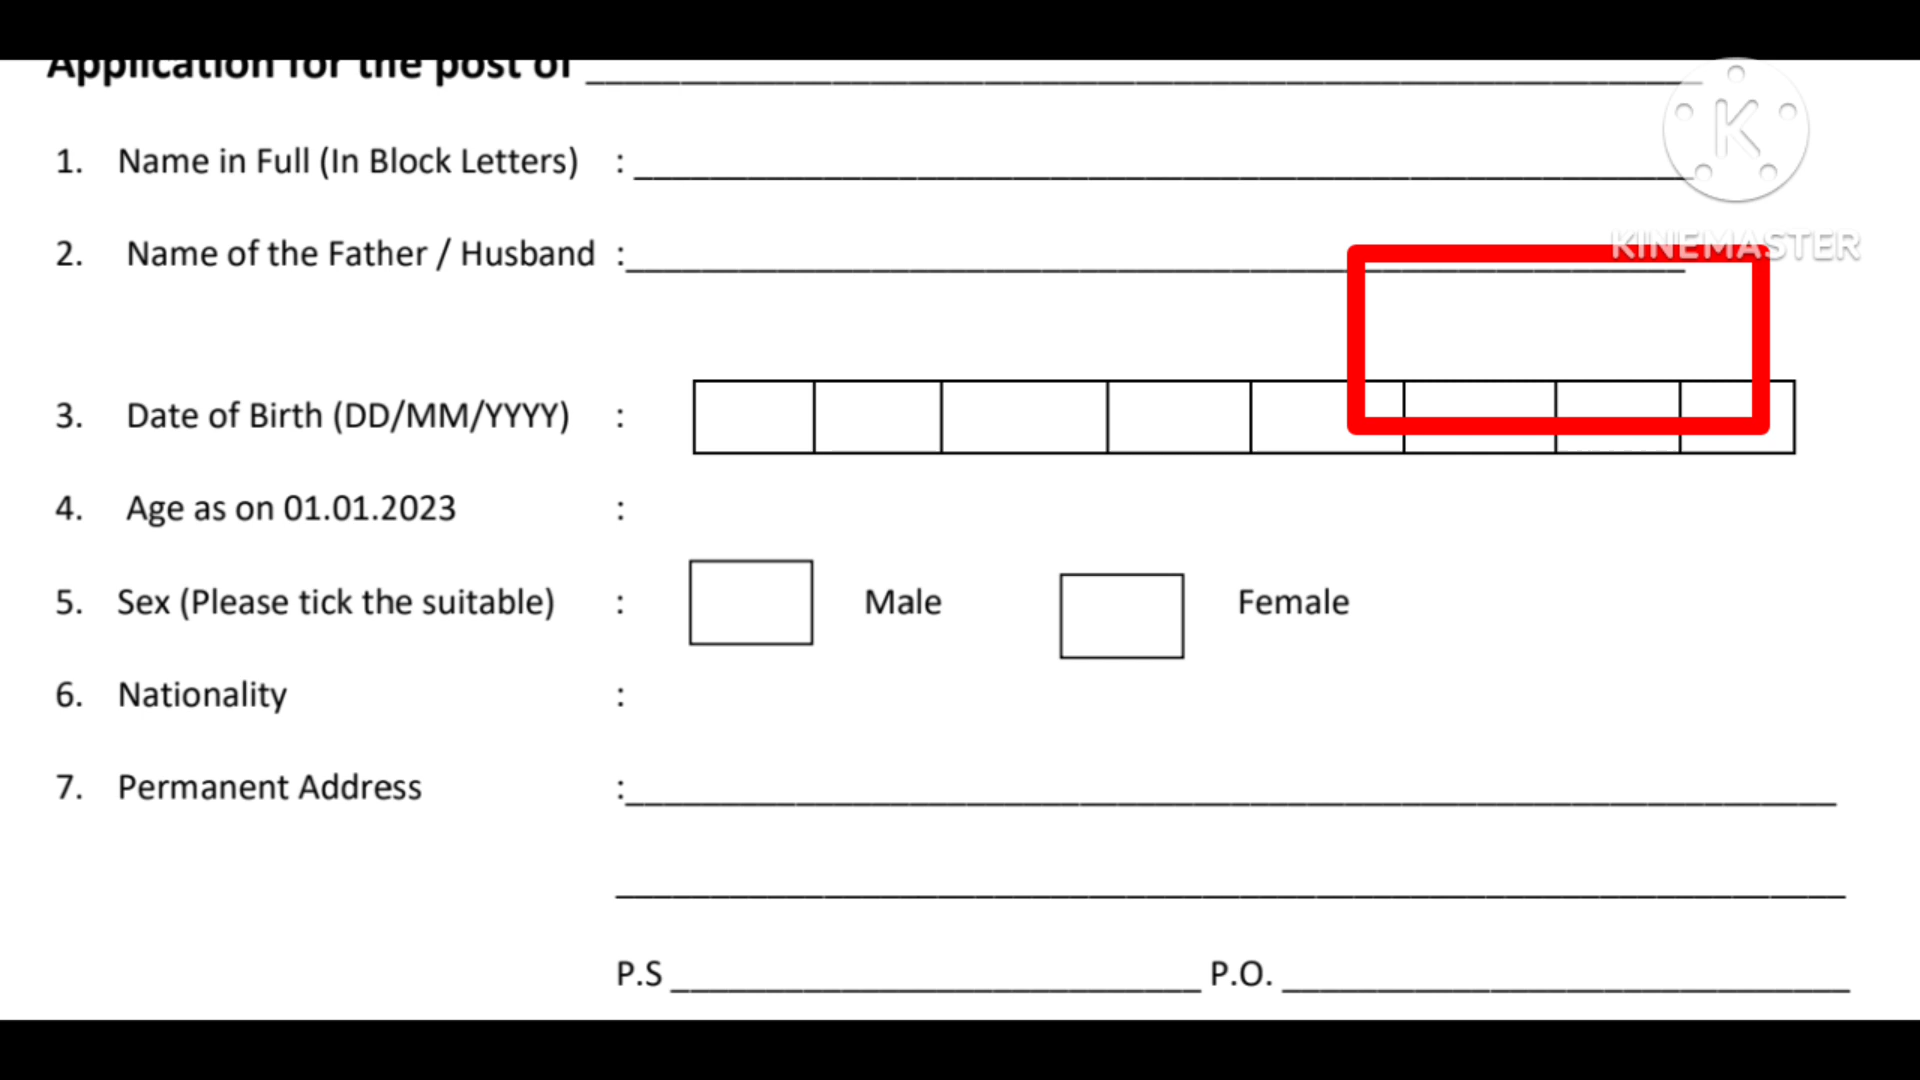 Application for the post of
1. Name in Full (In Block Letters) :
2. Name of the Father / Husband :
3. Date of Birth (DD/MM/YYYY) :
4. Age as on 01.01.2023 :
5. Sex (Please tick the suitable) : Male Female
6. Nationality :
7. Permanent Address :
P.S P.O.
K
KINEMASTER